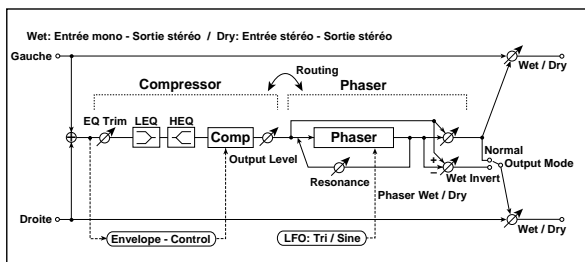 Wet: Entrée mono - Sortie stéréo / Dry: Entrée stéréo - Sortie stéréo
Gauche
Routing
Wet / Dry
Compressor
Phaser
EQ Trim
LEQ
HEQ
Comp
Phaser
Normal
Output Level
+
−
Wet Invert
Output Mode
Resonance
Phaser Wet / Dry
Droite
Envelope - Control
LFO: Tri / Sine
Wet / Dry